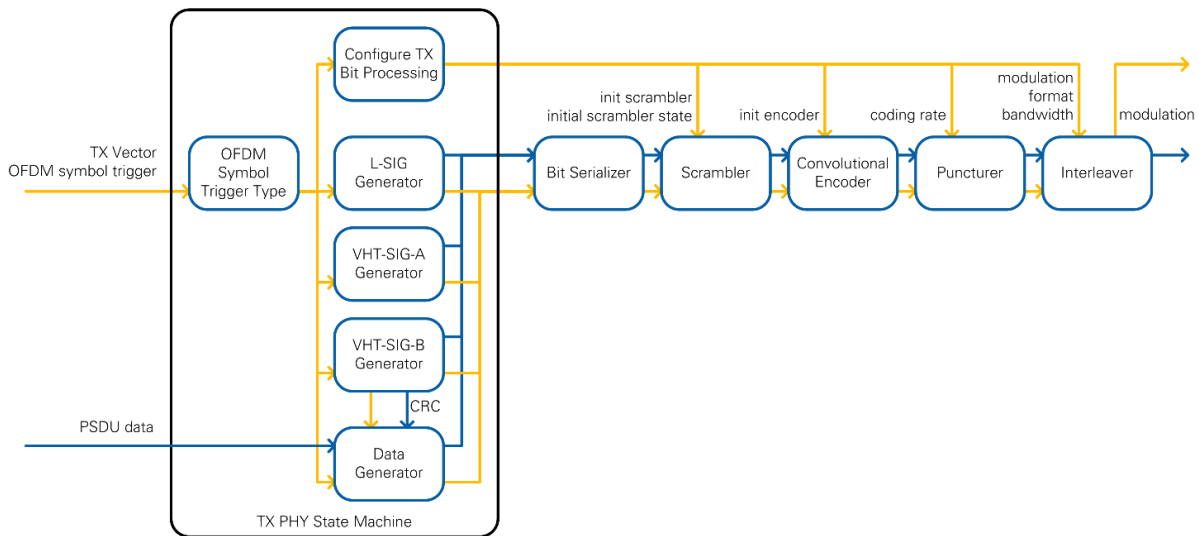 Configure TX
Bit Processing
TX Vector
OFDM symbol trigger
OFDM
Symbol
Trigger Type
L-SIG
Generator
VHT-SIG-A
Generator
VHT-SIG-B
Generator
CRC
PSDU data
Data
Generator
TX PHY State Machine
init scrambler
initial scrambler state
init encoder
coding rate
modulation
format
bandwidth
modulation
Bit Serializer
Scrambler
Convolutional
Encoder
Puncturer
Interleaver